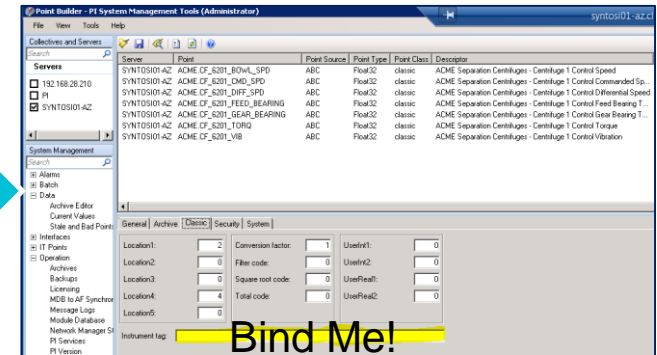 Point Builder - PI System Management Tools (Administrator)
syntosi01-az.cl
File View Tools Help
Collectives and Servers
Search
Servers
192.168.28.210
PI
SYNTOSI01-AZ
System Management
Search
Alarms
Batch
Data
Archive Editor
Current Values
Stale and Bad Points
Interfaces
IT Points
Operation
Archives
Backups
Licensing
MDB to AF Synchror
Message Logs
Module Database
Network Manager St
PI Services
PI Version
Server Point Point Source Point Type Point Class Descriptor
SYNTOSI01-AZ ACME.CF_6201_BOWL_SPD ABC Float32 classic ACME Separation Centrifuges - Centrifuge 1 Control Speed
SYNTOSI01-AZ ACME.CF_6201_CMD_SPD ABC Float32 classic ACME Separation Centrifuges - Centrifuge 1 Control Commanded Sp...
SYNTOSI01-AZ ACME.CF_6201_DIFF_SPD ABC Float32 classic ACME Separation Centrifuges - Centrifuge 1 Control Differential Speed
SYNTOSI01-AZ ACME.CF_6201_FEED_BEARING ABC Float32 classic ACME Separation Centrifuges - Centrifuge 1 Control Feed Bearing T...
SYNTOSI01-AZ ACME.CF_6201_GEAR_BEARING ABC Float32 classic ACME Separation Centrifuges - Centrifuge 1 Control Gear Bearing T...
SYNTOSI01-AZ ACME.CF_6201_TORQ ABC Float32 classic ACME Separation Centrifuges - Centrifuge 1 Control Torque
SYNTOSI01-AZ ACME.CF_6201_VIB ABC Float32 classic ACME Separation Centrifuges - Centrifuge 1 Control Vibration
General Archive Classic Security System
Location1: 2 Conversion factor: 1 UserInt1: 0
Location2: 0 Filter code: 0 UserInt2: 0
Location3: 0 Square root code: 0 UserReal1: 0
Location4: 4 Total code: 0 UserReal2: 0
Location5: 0
Instrument tag:
Bind Me!